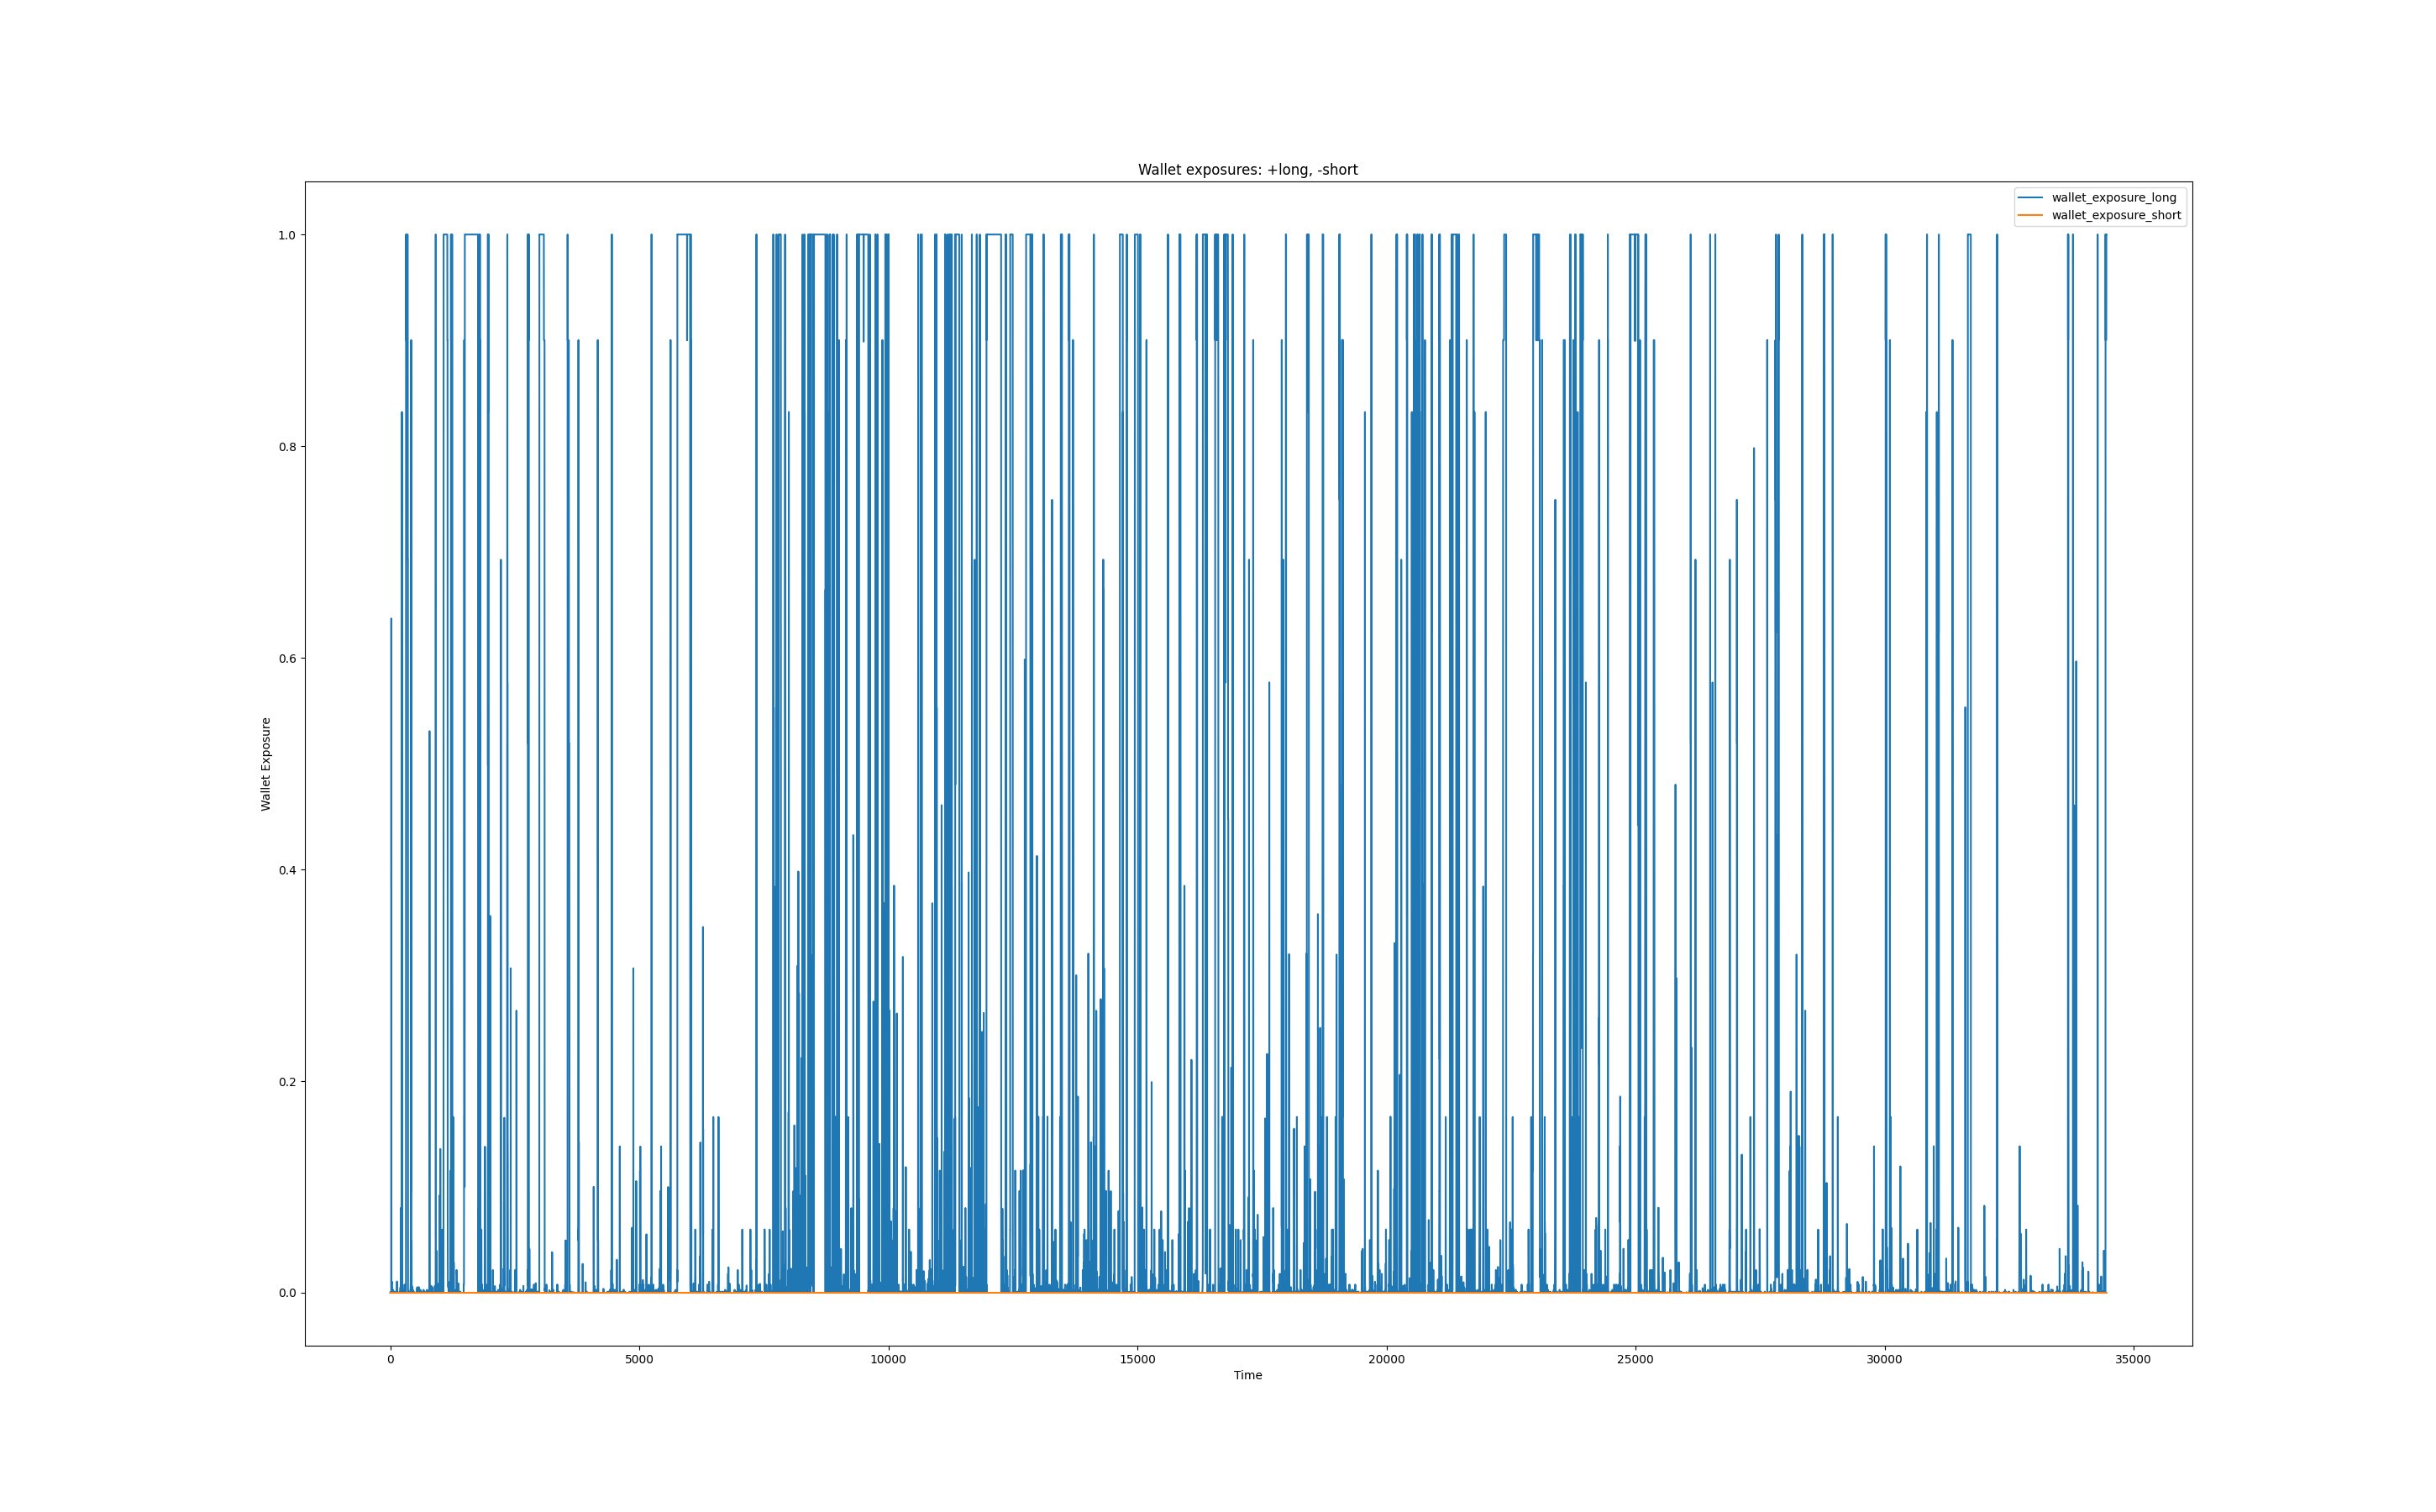 Wallet exposures: +long, -short
wallet_exposure_long
wallet_exposure_short
1.0
0.8
0.6
0.4
0.2
0.0
Wallet Exposure
0 5000 10000 15000 20000 25000 30000 35000
Time